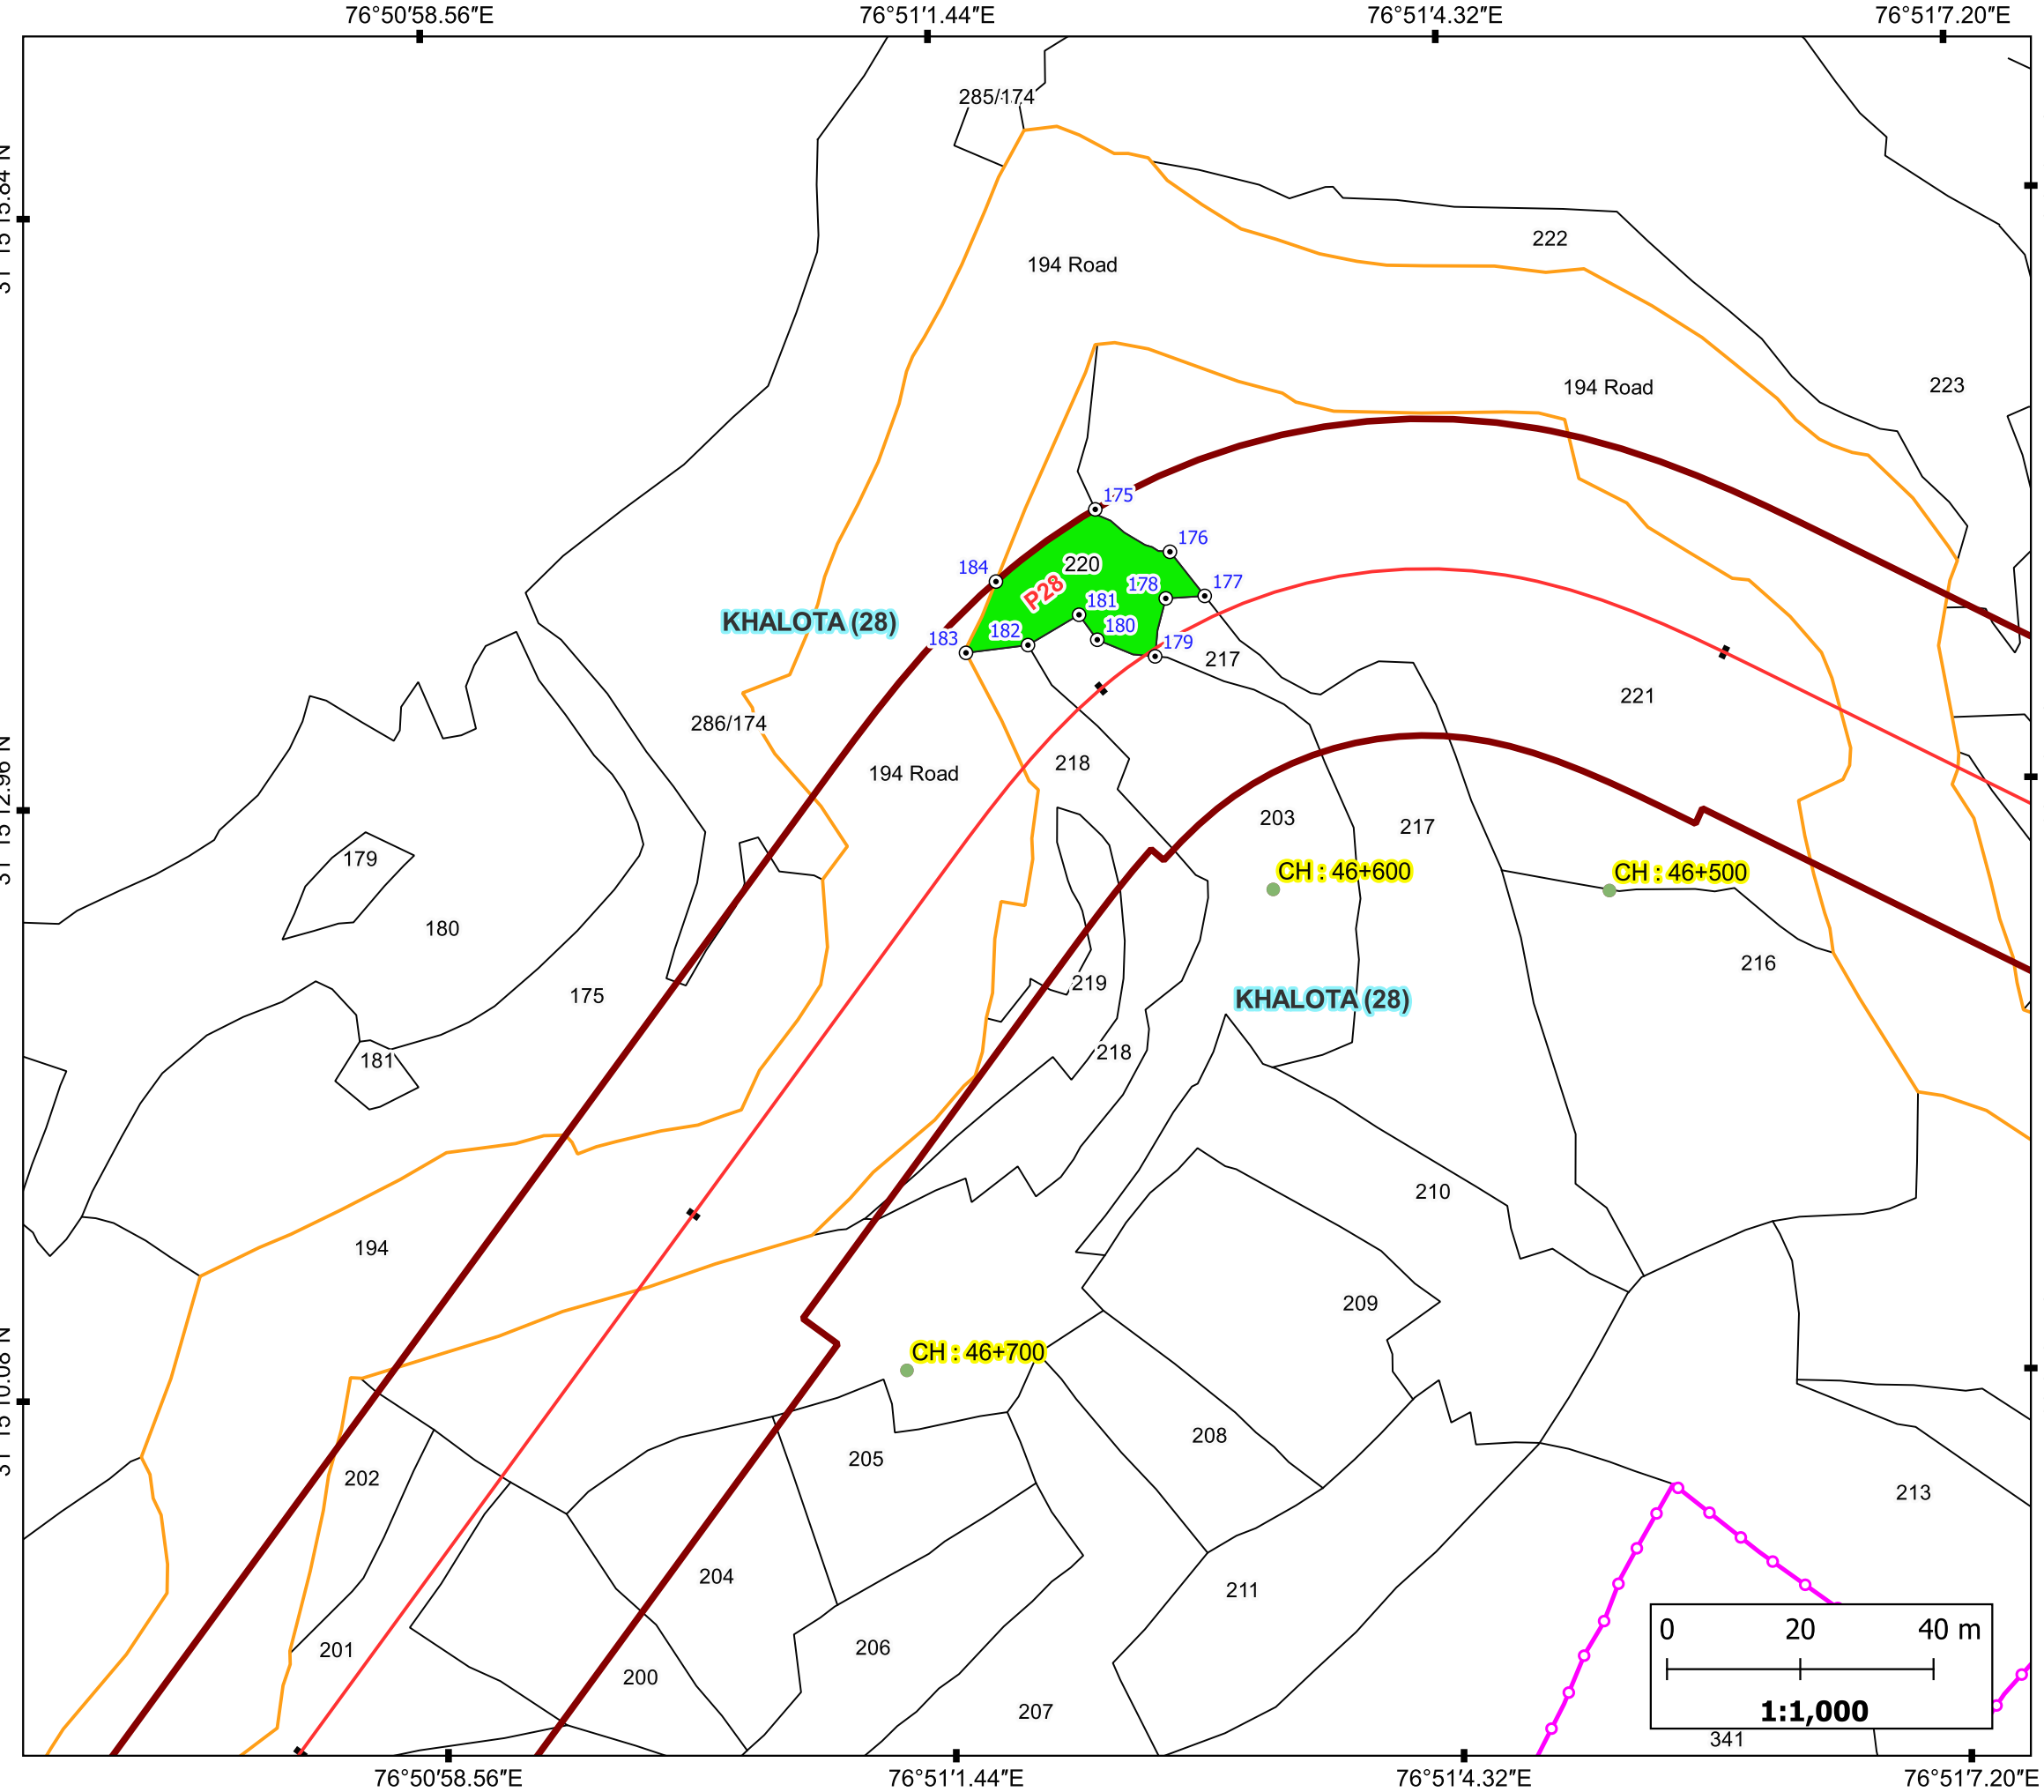 76°50′58.56″E
76°51′1.44″E
76°51′4.32″E
76°51′7.20″E
285/174
222
194 Road
194 Road
223
175
176
220
184
P28
178
177
181
KHALOTA (28)
183
182
180
179
217
221
286/174
218
194 Road
203
217
179
CH : 46+600
CH : 46+500
180
216
175
219
KHALOTA (28)
218
181
210
194
209
CH : 46+700
208
205
202
213
204
211
201
206
200
207
0 20 40 m
1:1,000
341
76°50′58.56″E
76°51′1.44″E
76°51′4.32″E
76°51′7.20″E